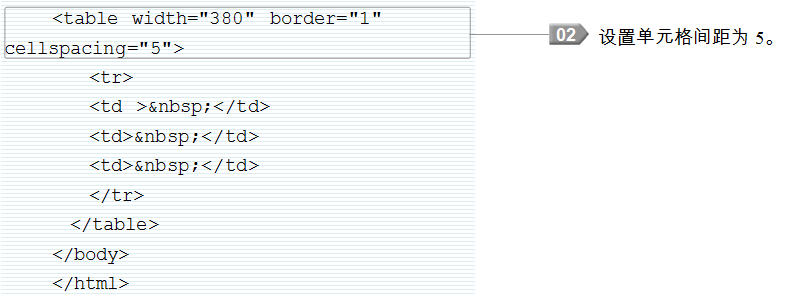 <table width="380" border="1"
cellspacing="5">
02 设置单元格间距为 5。
<tr>
<td >&nbsp;</td>
<td>&nbsp;</td>
<td>&nbsp;</td>
</tr>
</table>
</body>
</html>